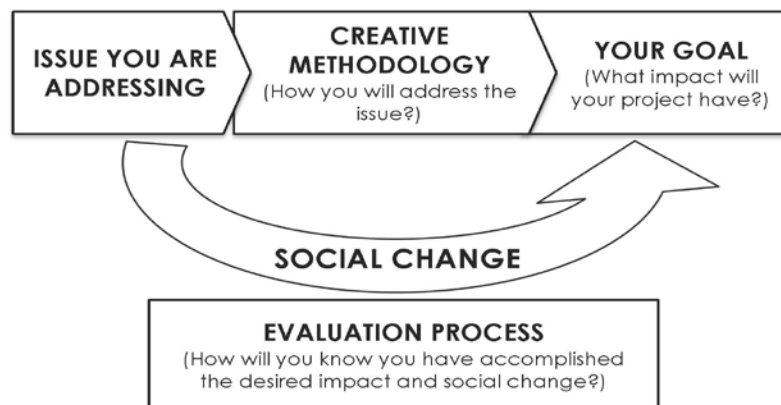 ISSUE YOU ARE
ADDRESSING
CREATIVE
METHODOLOGY
(How you will address the
issue?)
YOUR GOAL
(What impact will
your project have?)
SOCIAL CHANGE
EVALUATION PROCESS
(How will you know you have accomplished
the desired impact and social change?)